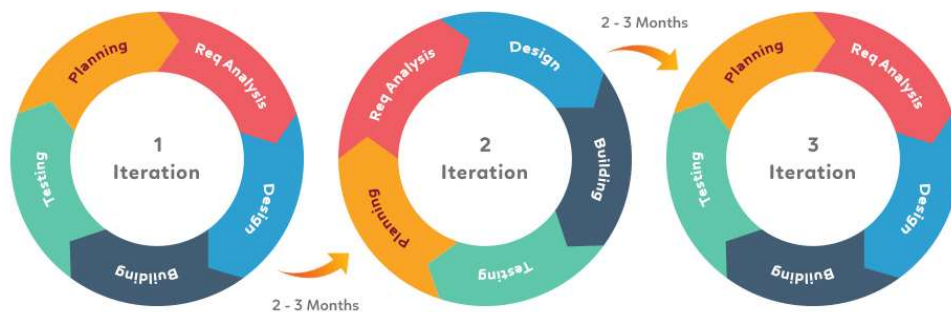 Planning
Req Analysis
Design
Building
Testing
1
Iteration
2 - 3 Months
Planning
Req Analysis
Design
Building
Testing
2
Iteration
2 - 3 Months
Planning
Req Analysis
Design
Building
Testing
3
Iteration